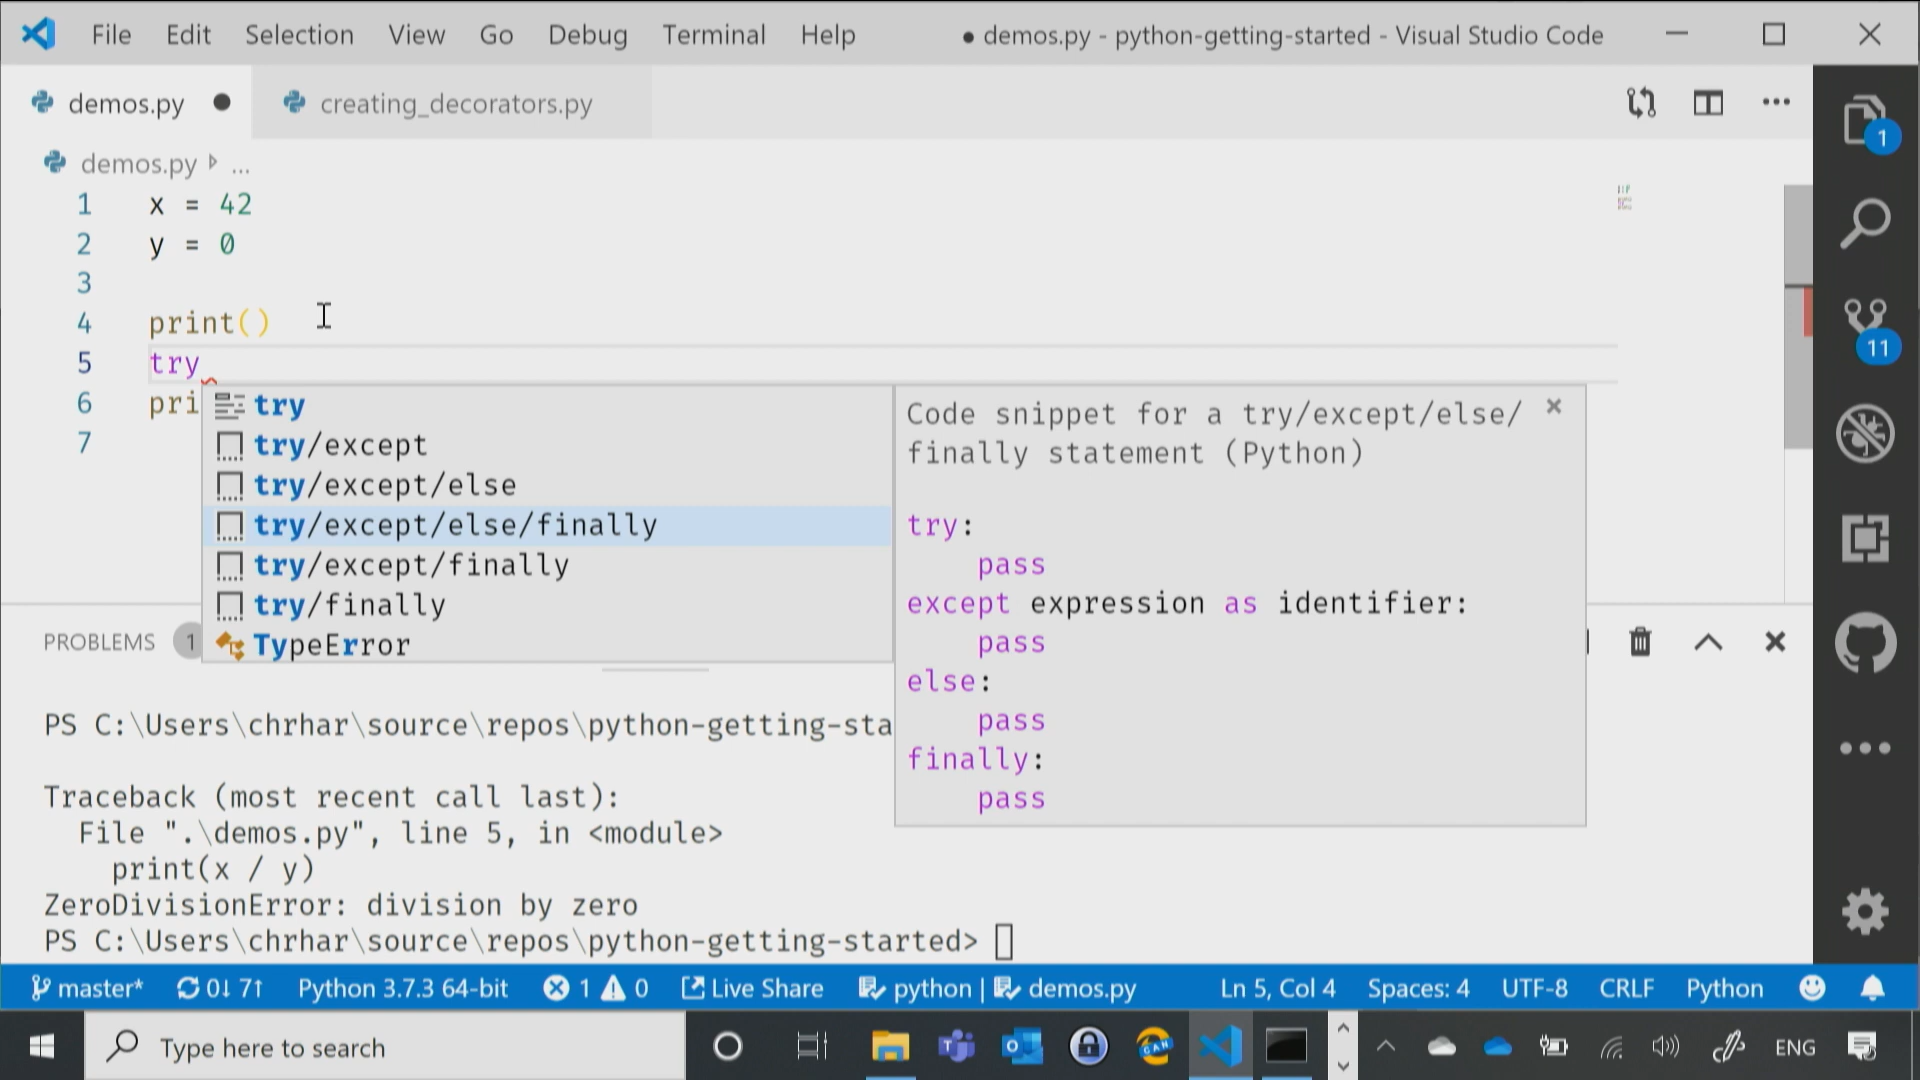 File Edit Selection View Go Debug Terminal Help ● demos.py - python-getting-started - Visual Studio Code
demos.py ● creating_decorators.py
demos.py ...
1 x = 42
2 y = 0
3
4 print()
5 try
6 pri
7
try
try/except
try/except/else
try/except/else/finally
try/except/finally
try/finally
TypeError
Code snippet for a try/except/else/
finally statement (Python)
try:
pass
except expression as identifier:
pass
else:
pass
finally:
pass
1
11
PROBLEMS 1
PS C:\Users\chrhar\source\repos\python-getting-sta
Traceback (most recent call last):
File ".\demos.py", line 5, in <module>
print(x / y)
ZeroDivisionError: division by zero
PS C:\Users\chrhar\source\repos\python-getting-started>
master* 0↓ 7↑ Python 3.7.3 64-bit 1 0 Live Share python | demos.py Ln 5, Col 4 Spaces: 4 UTF-8 CRLF Python
Type here to search ENG